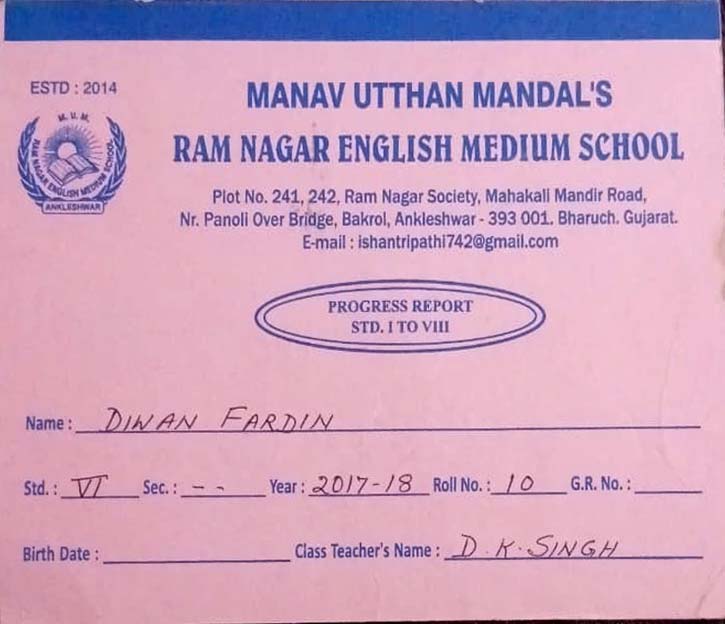 ESTD : 2014
M. U. M.
RAM NAGAR ENGLISH MEDIUM SCHOOL
ANKLESHWAR
MANAV UTTHAN MANDAL'S
RAM NAGAR ENGLISH MEDIUM SCHOOL
Plot No. 241, 242, Ram Nagar Society, Mahakali Mandir Road,
Nr. Panoli Over Bridge, Bakrol, Ankleshwar - 393 001. Bharuch. Gujarat.
E-mail : ishantripathi742@gmail.com
PROGRESS REPORT
STD. I TO VIII
Name : DIWAN FARDIN
Std. : VI Sec. : - - Year : 2017-18 Roll No. : 10 G.R. No. :
Birth Date : Class Teacher's Name : D. K. SINGH